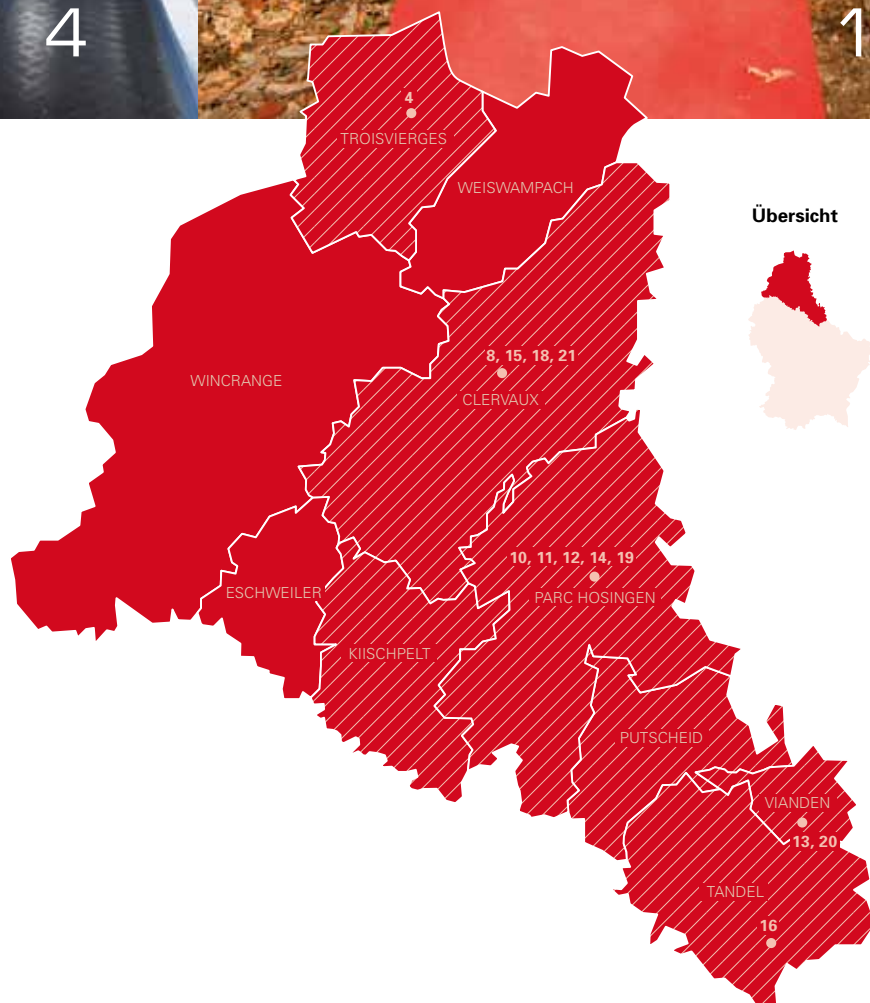 4
1
4
TROISVIERGES
WEISWAMPACH
Übersicht
8, 15, 18, 21
CLERVAUX
WINCRANGE
10, 11, 12, 14, 19
PARC HOSINGEN
ESCHWEILER
KIISCHPELT
PUTSCHEID
VIANDEN
13, 20
TANDEL
16